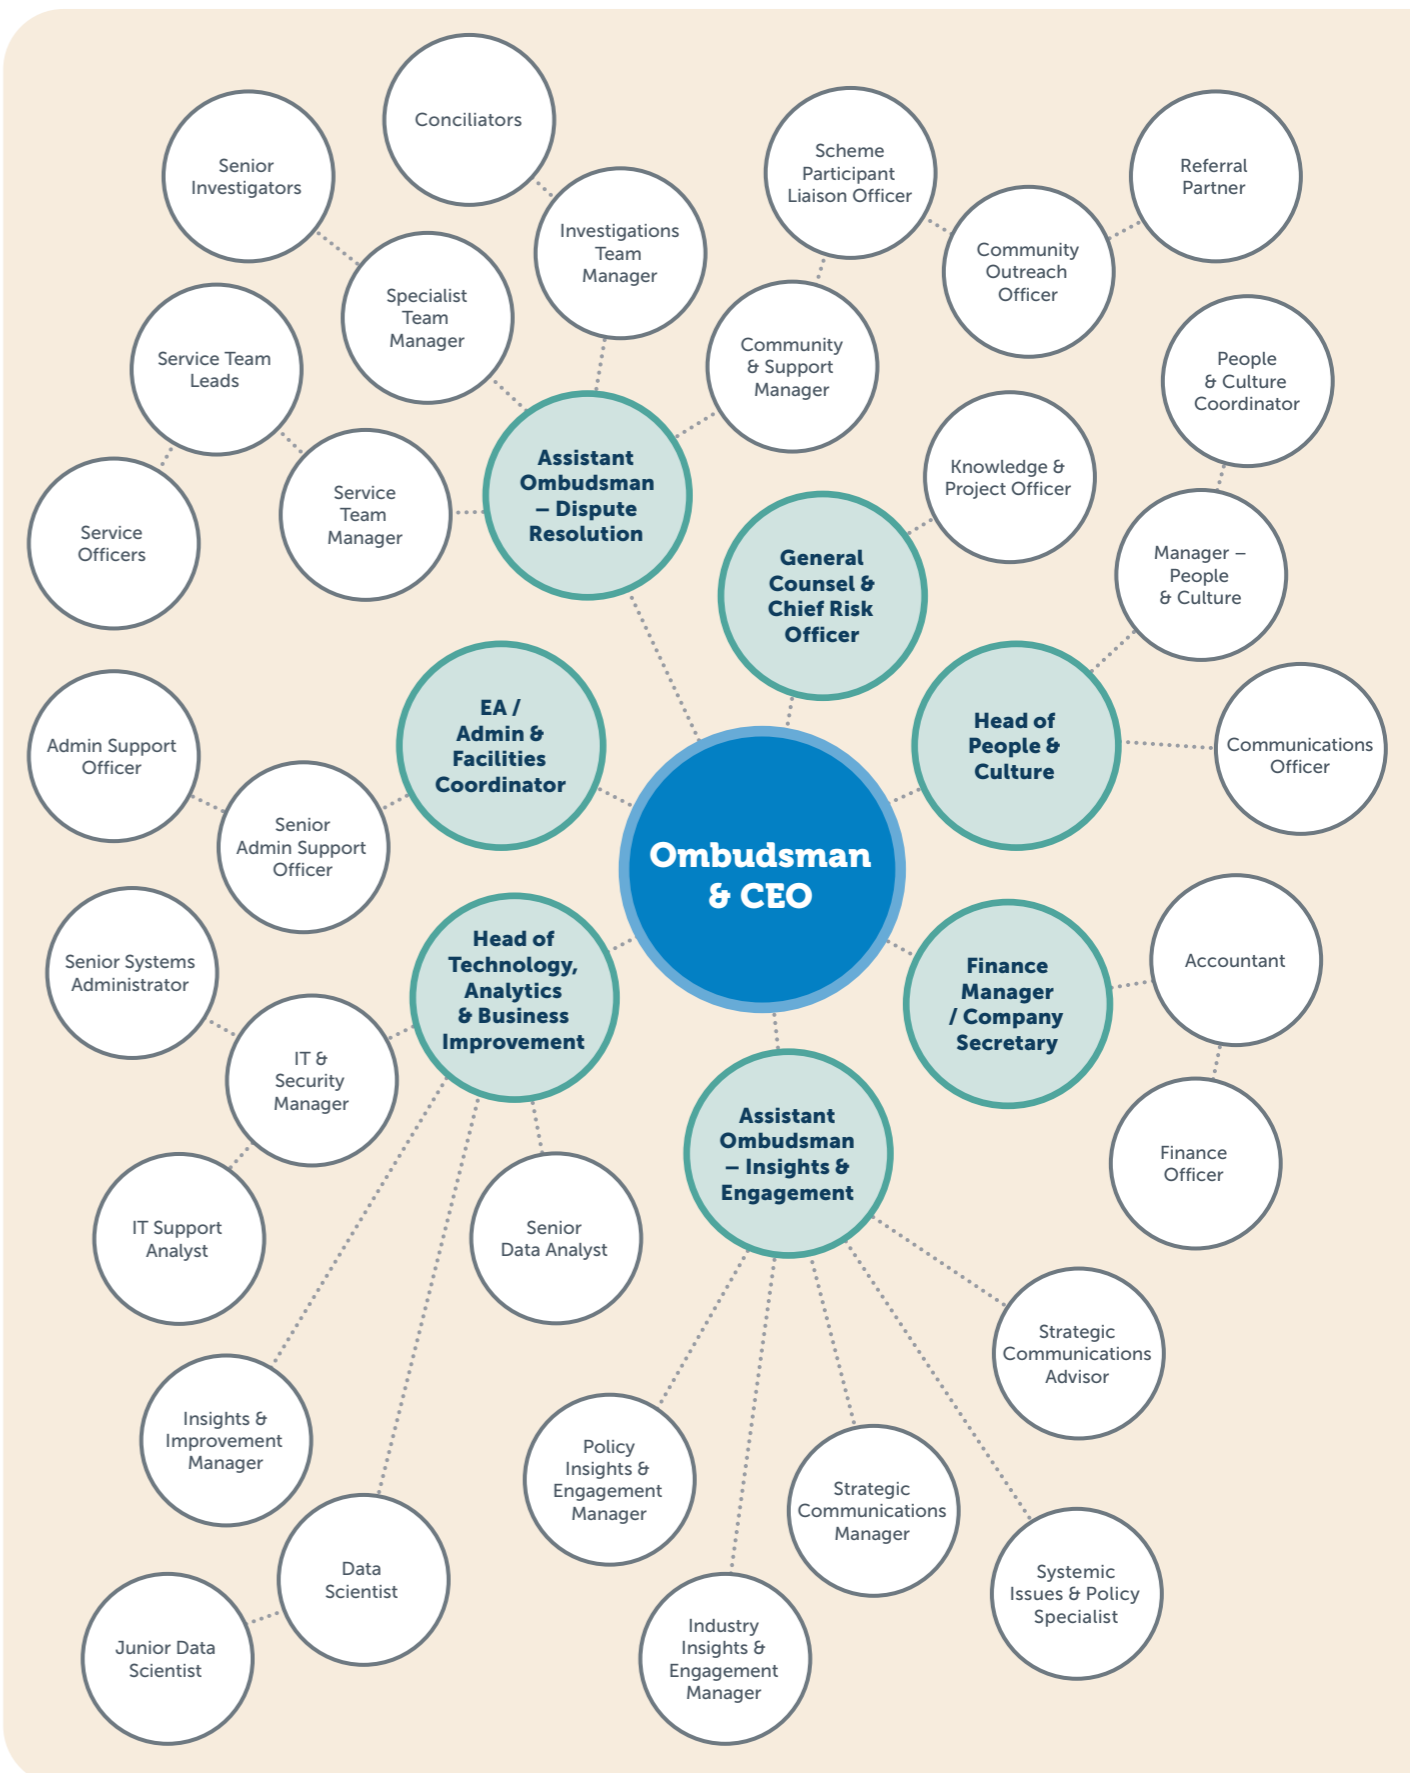 Conciliators
Senior
Investigators
Scheme
Participant
Liaison Officer
Referral
Partner
Investigations
Team
Manager
Community
Outreach
Officer
Specialist
Team
Manager
Service Team
Leads
Community
& Support
Manager
People
& Culture
Coordinator
Assistant
Ombudsman
– Dispute
Resolution
Knowledge &
Project Officer
Service
Team
Manager
Service
Officers
General
Counsel &
Chief Risk
Officer
Manager –
People
& Culture
EA /
Admin &
Facilities
Coordinator
Head of
People &
Culture
Admin Support
Officer
Communications
Officer
Senior
Admin Support
Officer
Ombudsman
& CEO
Senior Systems
Administrator
Head of
Technology,
Analytics
& Business
Improvement
Finance
Manager
/ Company
Secretary
Accountant
IT &
Security
Manager
Assistant
Ombudsman
– Insights &
Engagement
Finance
Officer
IT Support
Analyst
Senior
Data Analyst
Strategic
Communications
Advisor
Insights &
Improvement
Manager
Policy
Insights &
Engagement
Manager
Strategic
Communications
Manager
Data
Scientist
Systemic
Issues & Policy
Specialist
Junior Data
Scientist
Industry
Insights &
Engagement
Manager